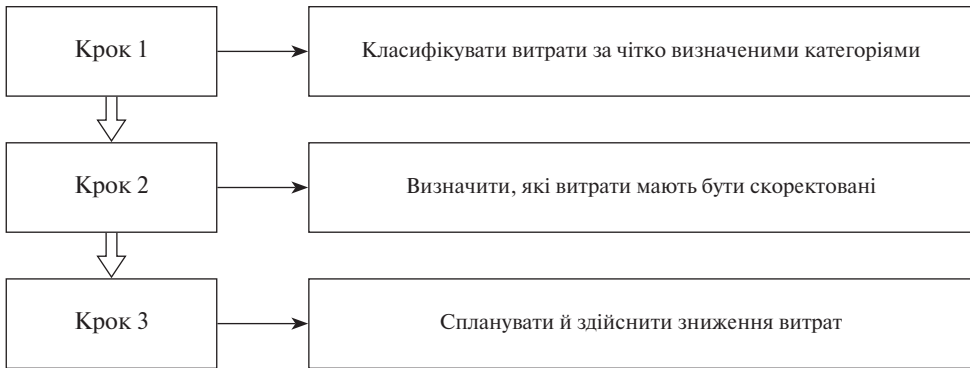 Крок 1
Класифікувати витрати за чітко визначеними категоріями
Крок 2
Визначити, які витрати мають бути скоректовані
Крок 3
Спланувати й здійснити зниження витрат